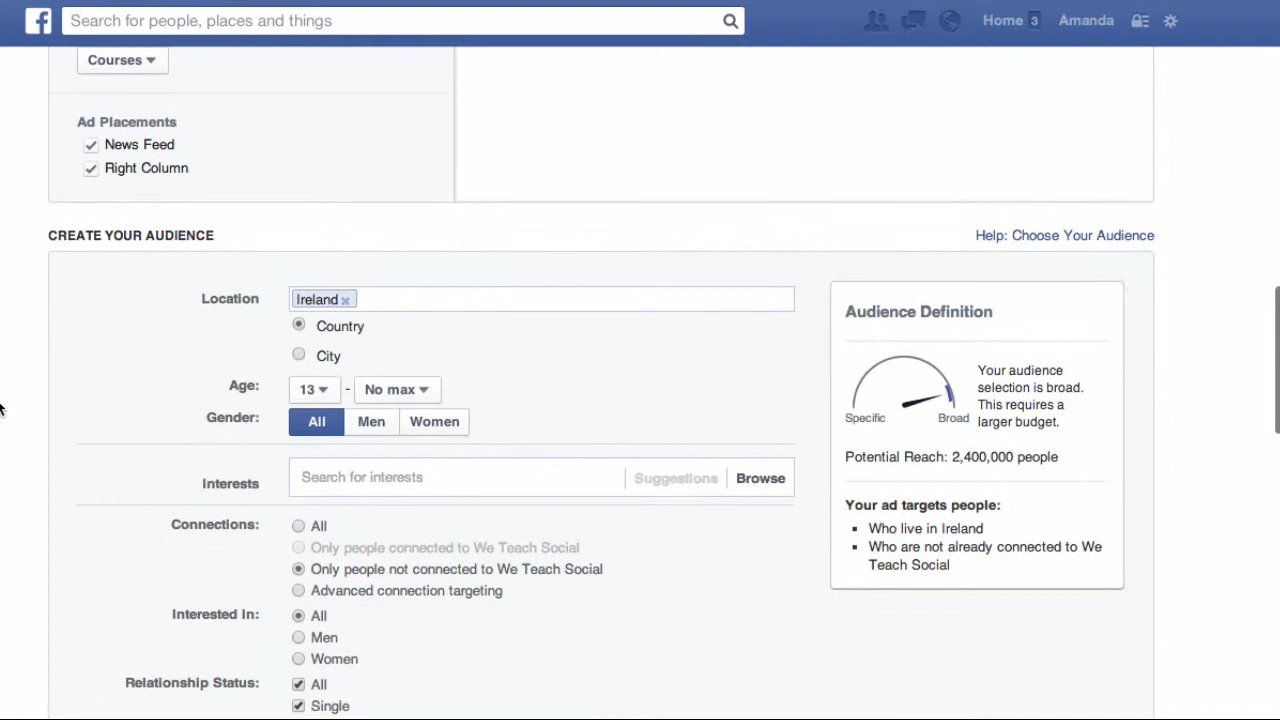 Search for people, places and things
Home 3 Amanda
Courses
Ad Placements
News Feed
Right Column
CREATE YOUR AUDIENCE
Help: Choose Your Audience
Location
Ireland x
Country
City
Age:
13 - No max
Gender:
All Men Women
Interests
Search for interests Suggestions Browse
Connections:
All
Only people connected to We Teach Social
Only people not connected to We Teach Social
Advanced connection targeting
Interested In:
All
Men
Women
Relationship Status:
All
Single
Audience Definition
Specific Broad
Your audience
selection is broad.
This requires a
larger budget.
Potential Reach: 2,400,000 people
Your ad targets people:
Who live in Ireland
Who are not already connected to We
Teach Social